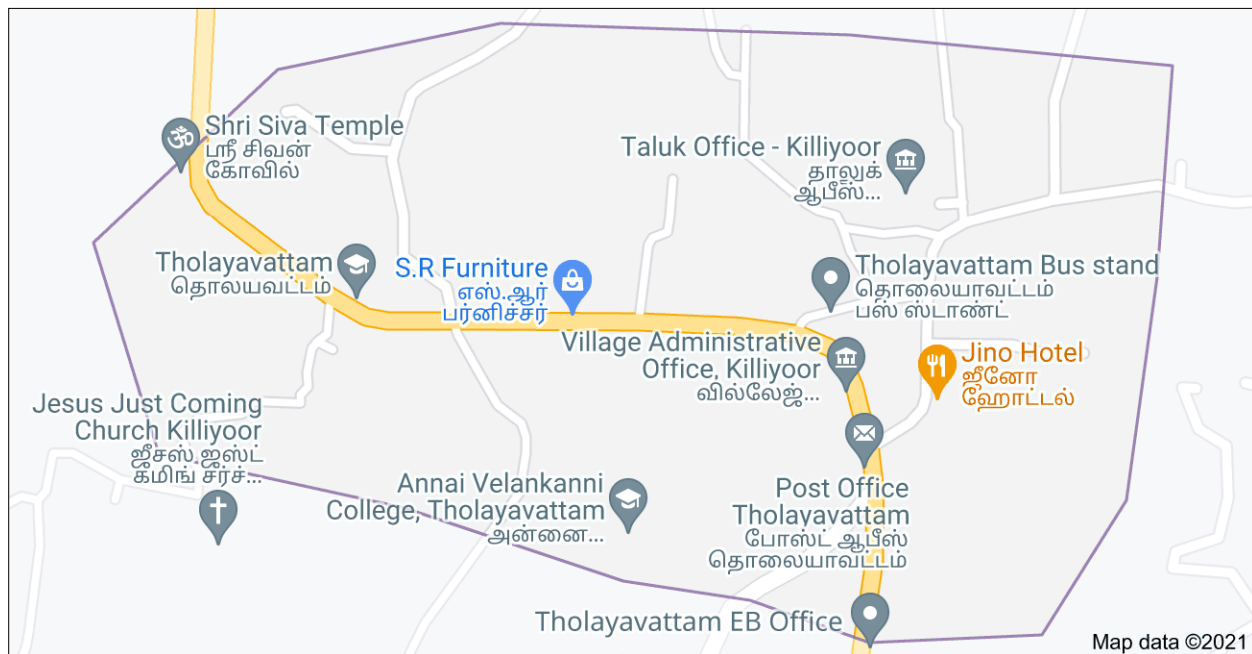 Shri Siva Temple
ஸ்ரீ சிவன்
கோவில்
Taluk Office - Killiyoor
தாலுக்
ஆபீஸ்...
Tholayavattam
தொலயவட்டம்
S.R Furniture
எஸ்.ஆர்
பர்னிச்சர்
Tholayavattam Bus stand
தொலையாவட்டம்
பஸ் ஸ்டாண்ட்
Village Administrative
Office, Killiyoor
வில்லேஜ்...
Jino Hotel
ஜீனோ
ஹோட்டல்
Jesus Just Coming
Church Killiyoor
ஜீசஸ் ஜஸ்ட்
கமிங் சர்ச்...
Annai Velankanni
College, Tholayavattam
அன்னை...
Post Office
Tholayavattam
போஸ்ட் ஆபீஸ்
தொலையாவட்டம்
Tholayavattam EB Office
Map data ©2021